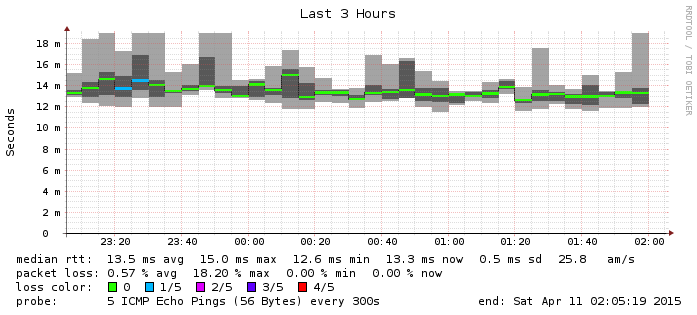 Last 3 Hours
RRDTOOL / TOBI OETIKER
Seconds
18 m
16 m
14 m
12 m
10 m
8 m
6 m
4 m
2 m
0
23:20 23:40 00:00 00:20 00:40 01:00 01:20 01:40 02:00
median rtt: 13.5 ms avg 15.0 ms max 12.6 ms min 13.3 ms now 0.5 ms sd 25.8 am/s
packet loss: 0.57 % avg 18.20 % max 0.00 % min 0.00 % now
loss color: 0 1/5 2/5 3/5 4/5
probe: 5 ICMP Echo Pings (56 Bytes) every 300s end: Sat Apr 11 02:05:19 2015